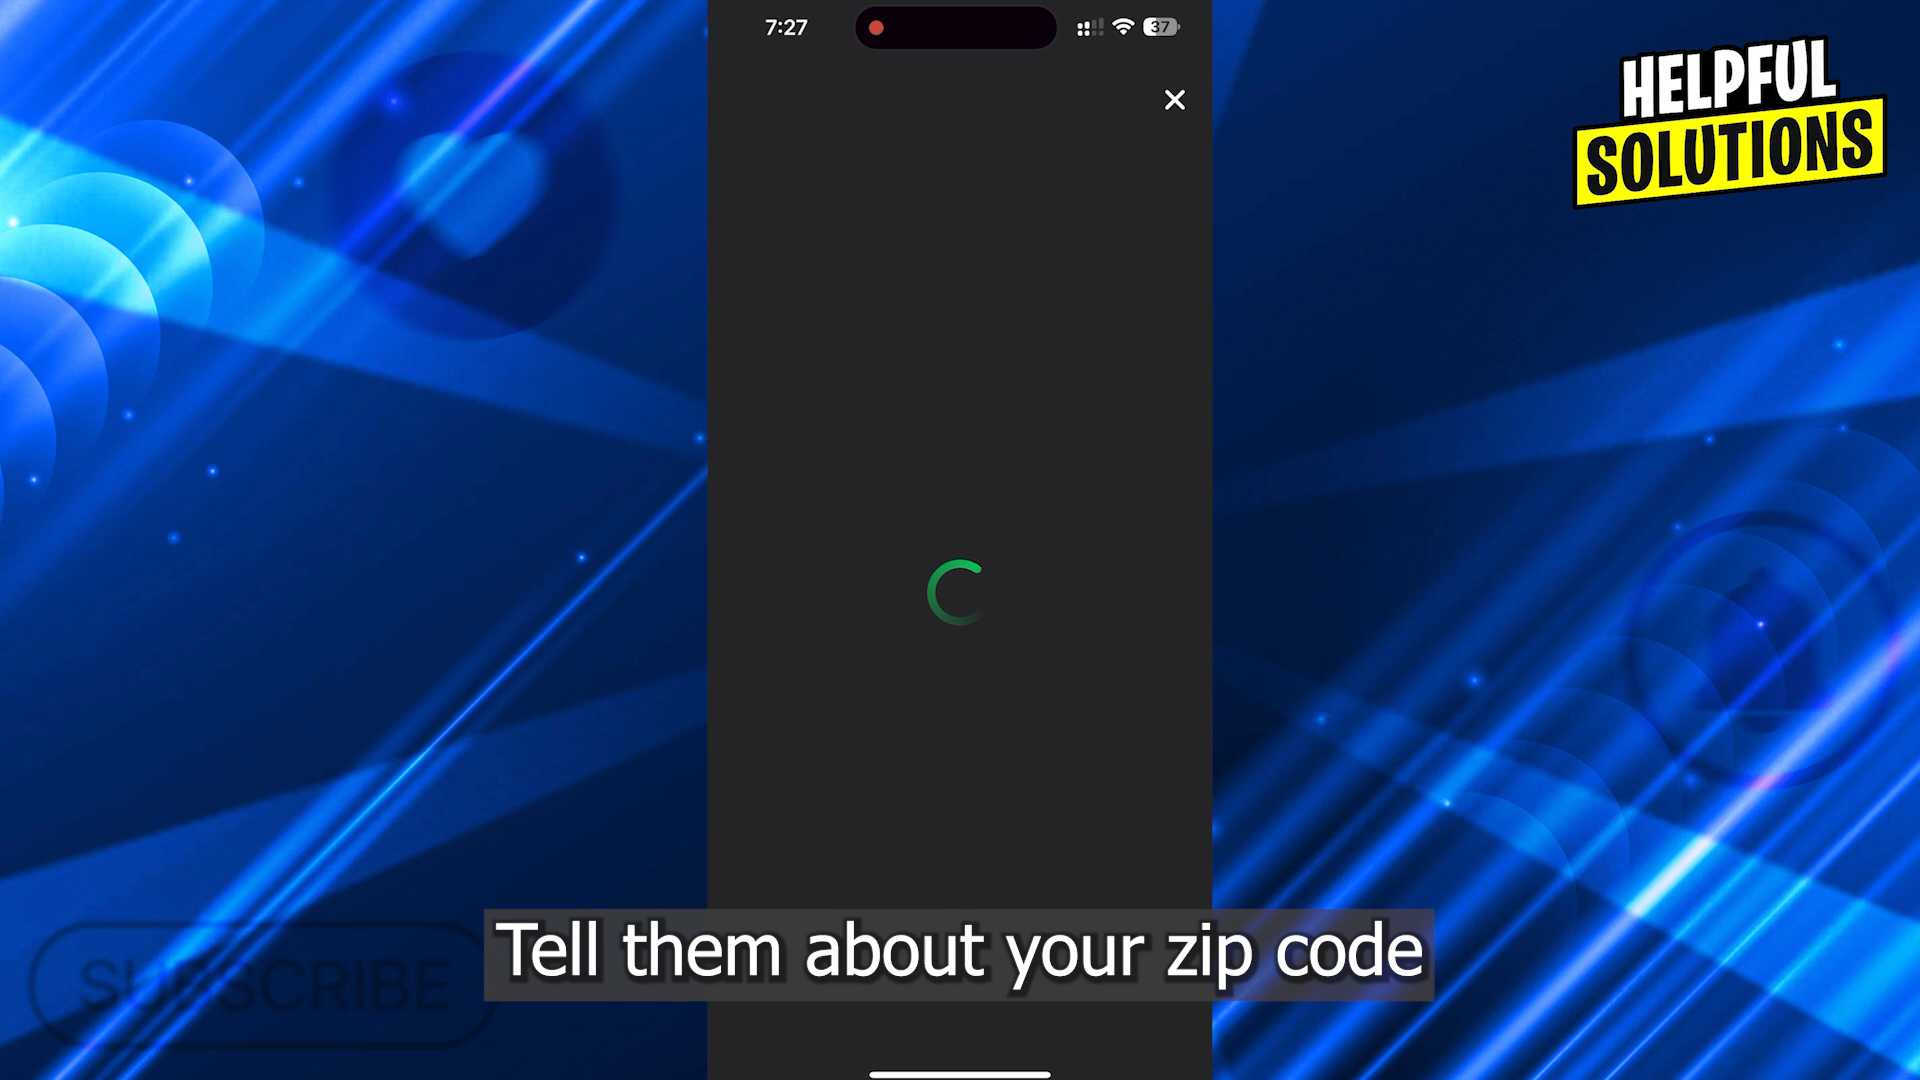 7:27
37
HELPFUL
SOLUTIONS
Tell them about your zip code
SUBSCRIBE